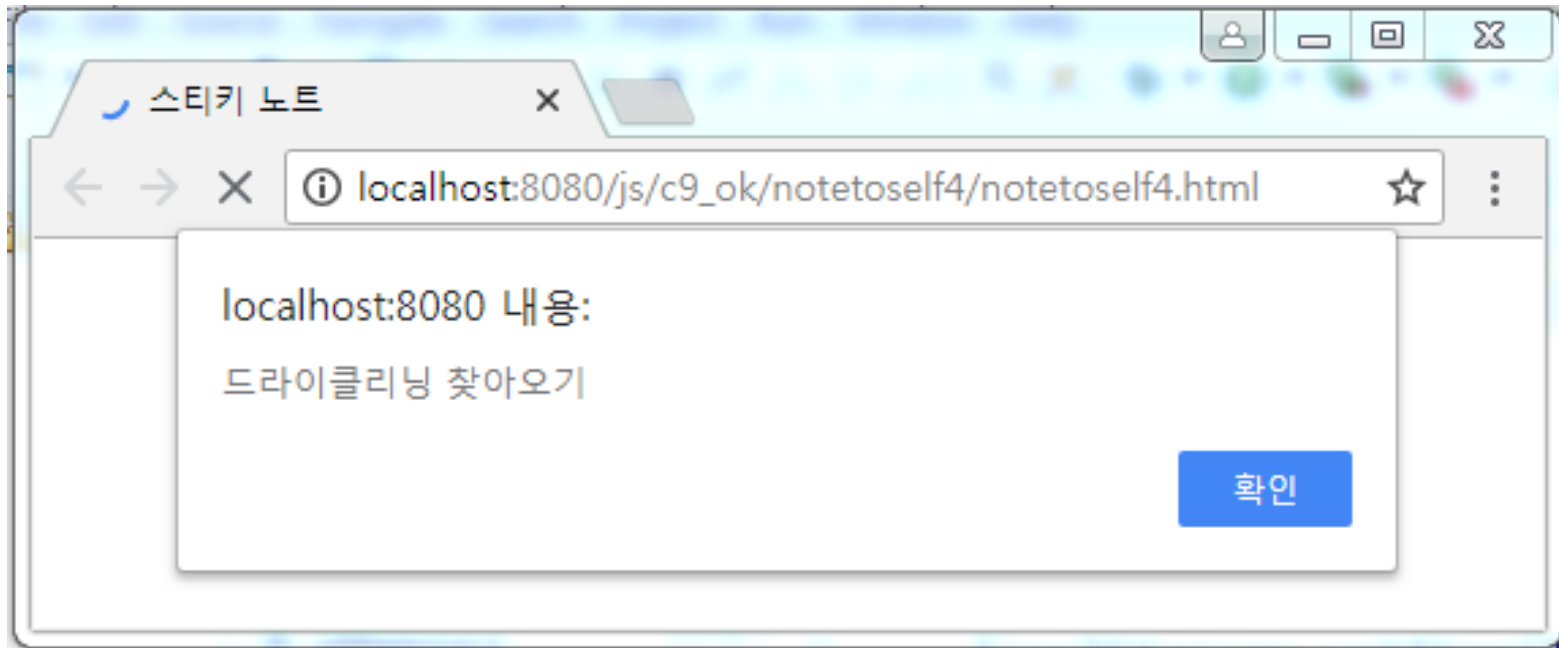 스티키 노트
localhost:8080/js/c9_ok/notetoself4/notetoself4.html
localhost:8080 내용:
드라이클리닝 찾아오기
확인